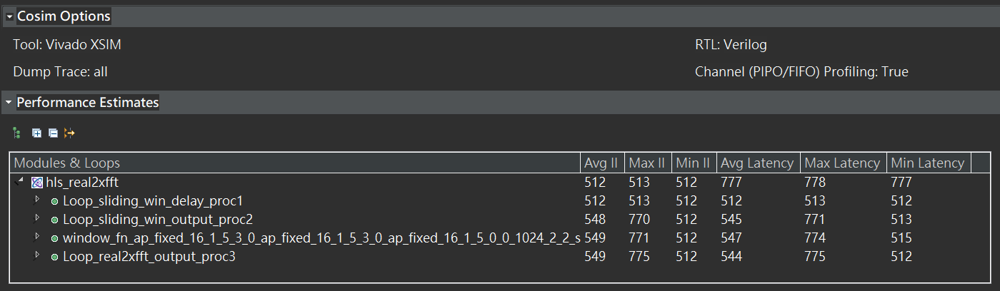 Cosim Options
Tool: Vivado XSIM RTL: Verilog
Dump Trace: all Channel (PIPO/FIFO) Profiling: True
Performance Estimates
Modules & Loops Avg II Max II Min II Avg Latency Max Latency Min Latency
hls_real2xfft 512 513 512 777 778 777
Loop_sliding_win_delay_proc1 512 513 512 512 513 512
Loop_sliding_win_output_proc2 548 770 512 545 771 513
window_fn_ap_fixed_16_1_5_3_0_ap_fixed_16_1_5_3_0_ap_fixed_16_1_5_0_0_1024_2_2_s 549 771 512 547 774 515
Loop_real2xfft_output_proc3 549 775 512 544 775 512